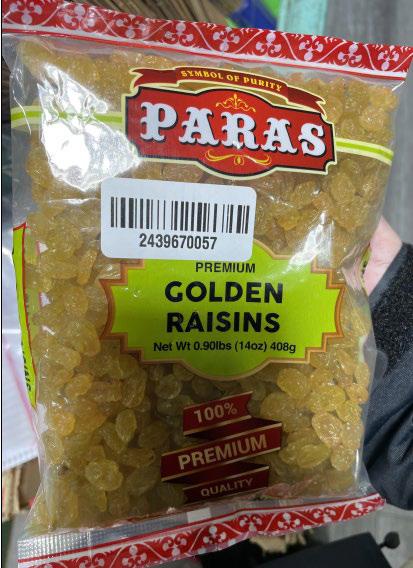 SYMBOL OF PURITY
PARAS
2439670057
PREMIUM
GOLDEN
RAISINS
Net Wt 0.90lbs (14oz) 408g
100%
PREMIUM
QUALITY